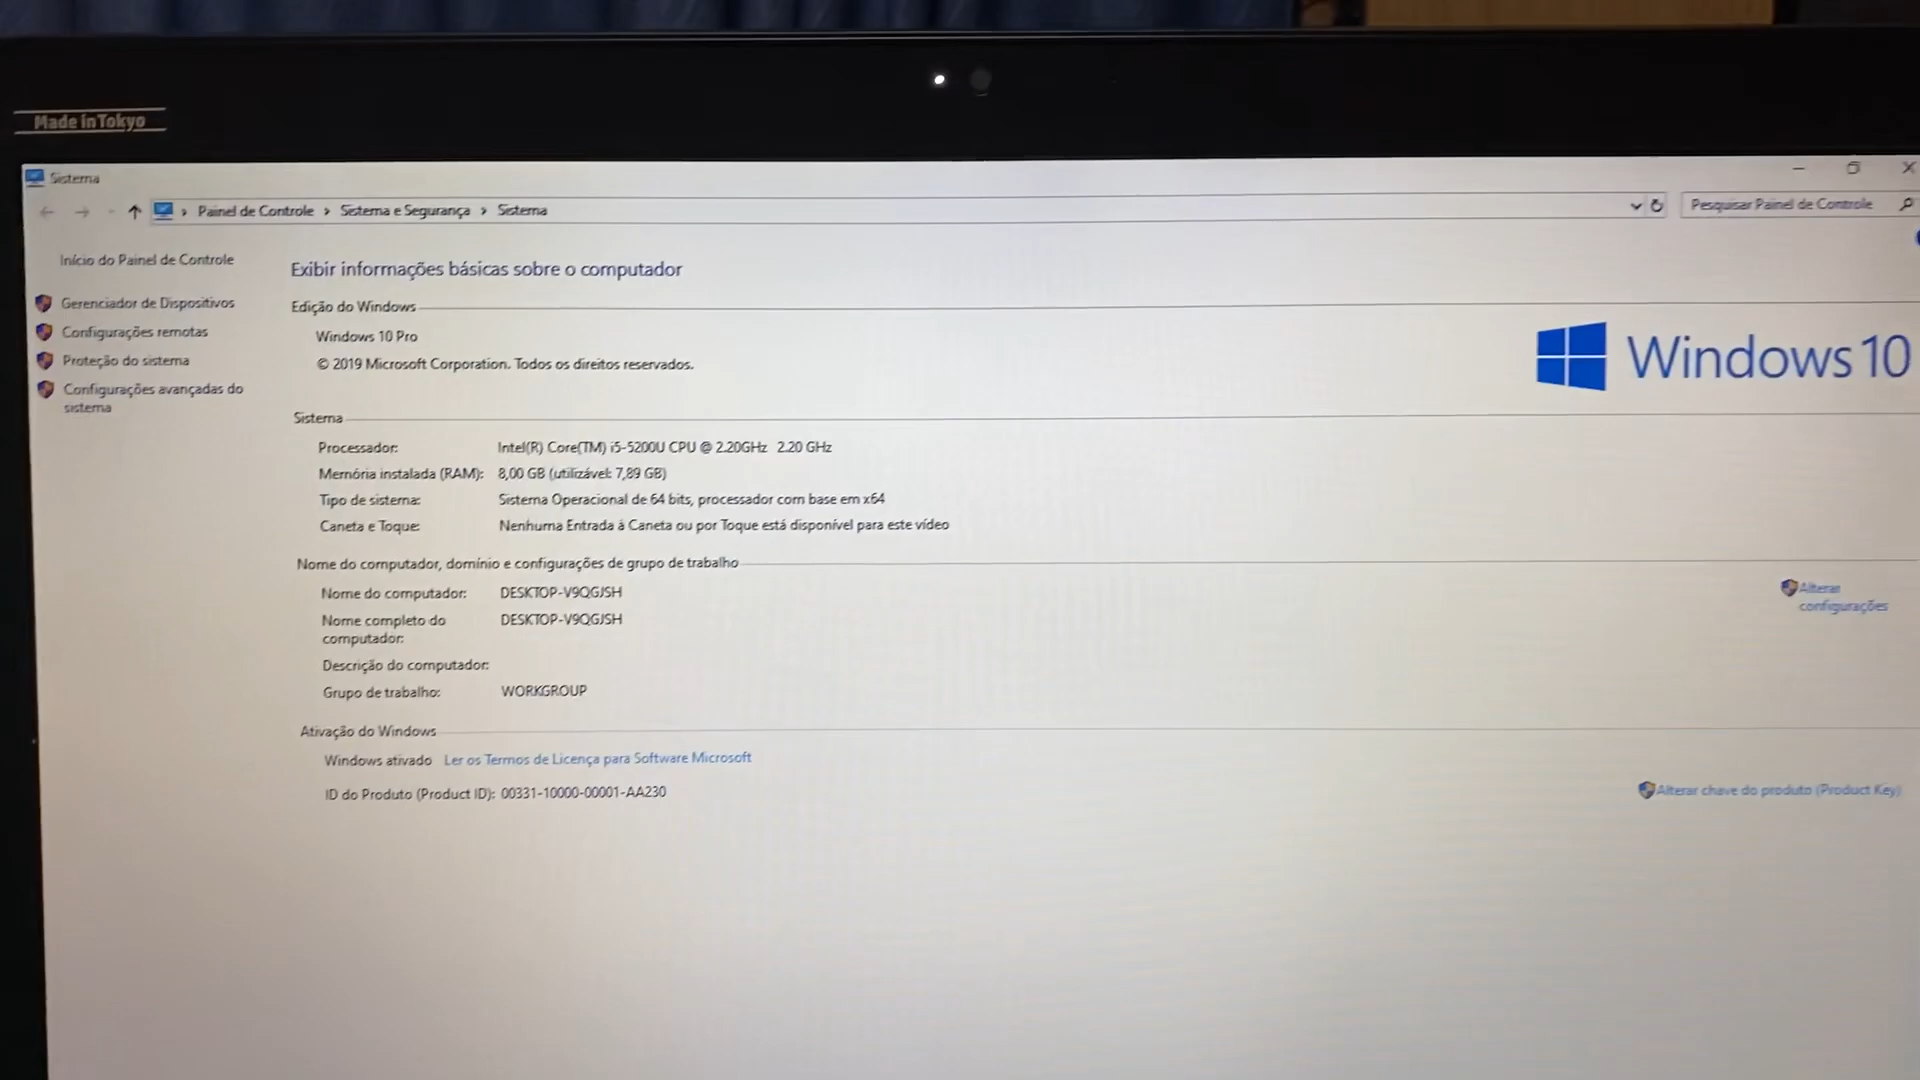 Made in Tokyo
Sistema
Painel de Controle › Sistema e Segurança › Sistema
Pesquisar Painel de Controle
Início do Painel de Controle
Gerenciador de Dispositivos
Configurações remotas
Proteção do sistema
Configurações avançadas do
sistema
Exibir informações básicas sobre o computador
Edição do Windows
Windows 10 Pro
© 2019 Microsoft Corporation. Todos os direitos reservados.
Windows 10
Sistema
Processador: Intel(R) Core(TM) i5-5200U CPU @ 2.20GHz 2.20 GHz
Memória instalada (RAM): 8,00 GB (utilizável: 7,89 GB)
Tipo de sistema: Sistema Operacional de 64 bits, processador com base em x64
Caneta e Toque: Nenhuma Entrada à Caneta ou por Toque está disponível para este vídeo
Nome do computador, domínio e configurações de grupo de trabalho
Nome do computador: DESKTOP-V9QGJSH
Alterar
configurações
Nome completo do
computador: DESKTOP-V9QGJSH
Descrição do computador:
Grupo de trabalho: WORKGROUP
Ativação do Windows
Windows ativado Ler os Termos de Licença para Software Microsoft
ID do Produto (Product ID): 00331-10000-00001-AA230
Alterar chave do produto (Product Key)